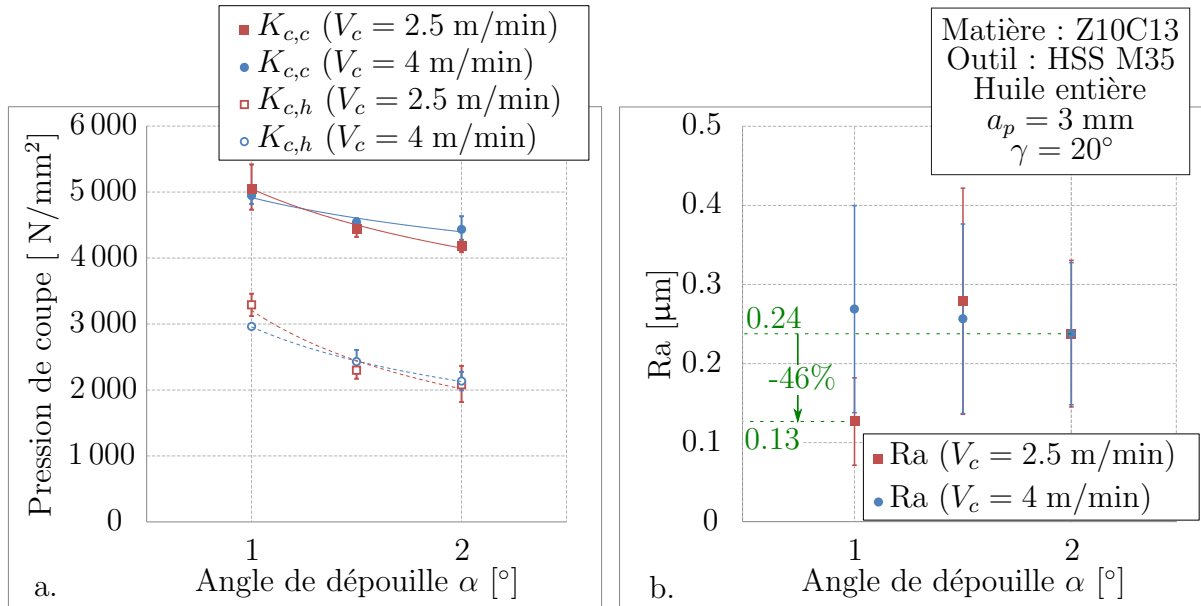 K_{c,c} (V_c = 2.5 m/min)
K_{c,c} (V_c = 4 m/min)
K_{c,h} (V_c = 2.5 m/min)
K_{c,h} (V_c = 4 m/min)
Pression de coupe [ N/mm²]
6 000
5 000
4 000
3 000
2 000
1 000
0
1
2
Angle de dépouille α [°]
a.
Matière : Z10C13
Outil : HSS M35
Huile entière
a_p = 3 mm
γ = 20°
Ra [µm]
0.5
0.4
0.3
0.2
0.1
0
0.24
-46%
0.13
Ra (V_c = 2.5 m/min)
Ra (V_c = 4 m/min)
1
2
Angle de dépouille α [°]
b.